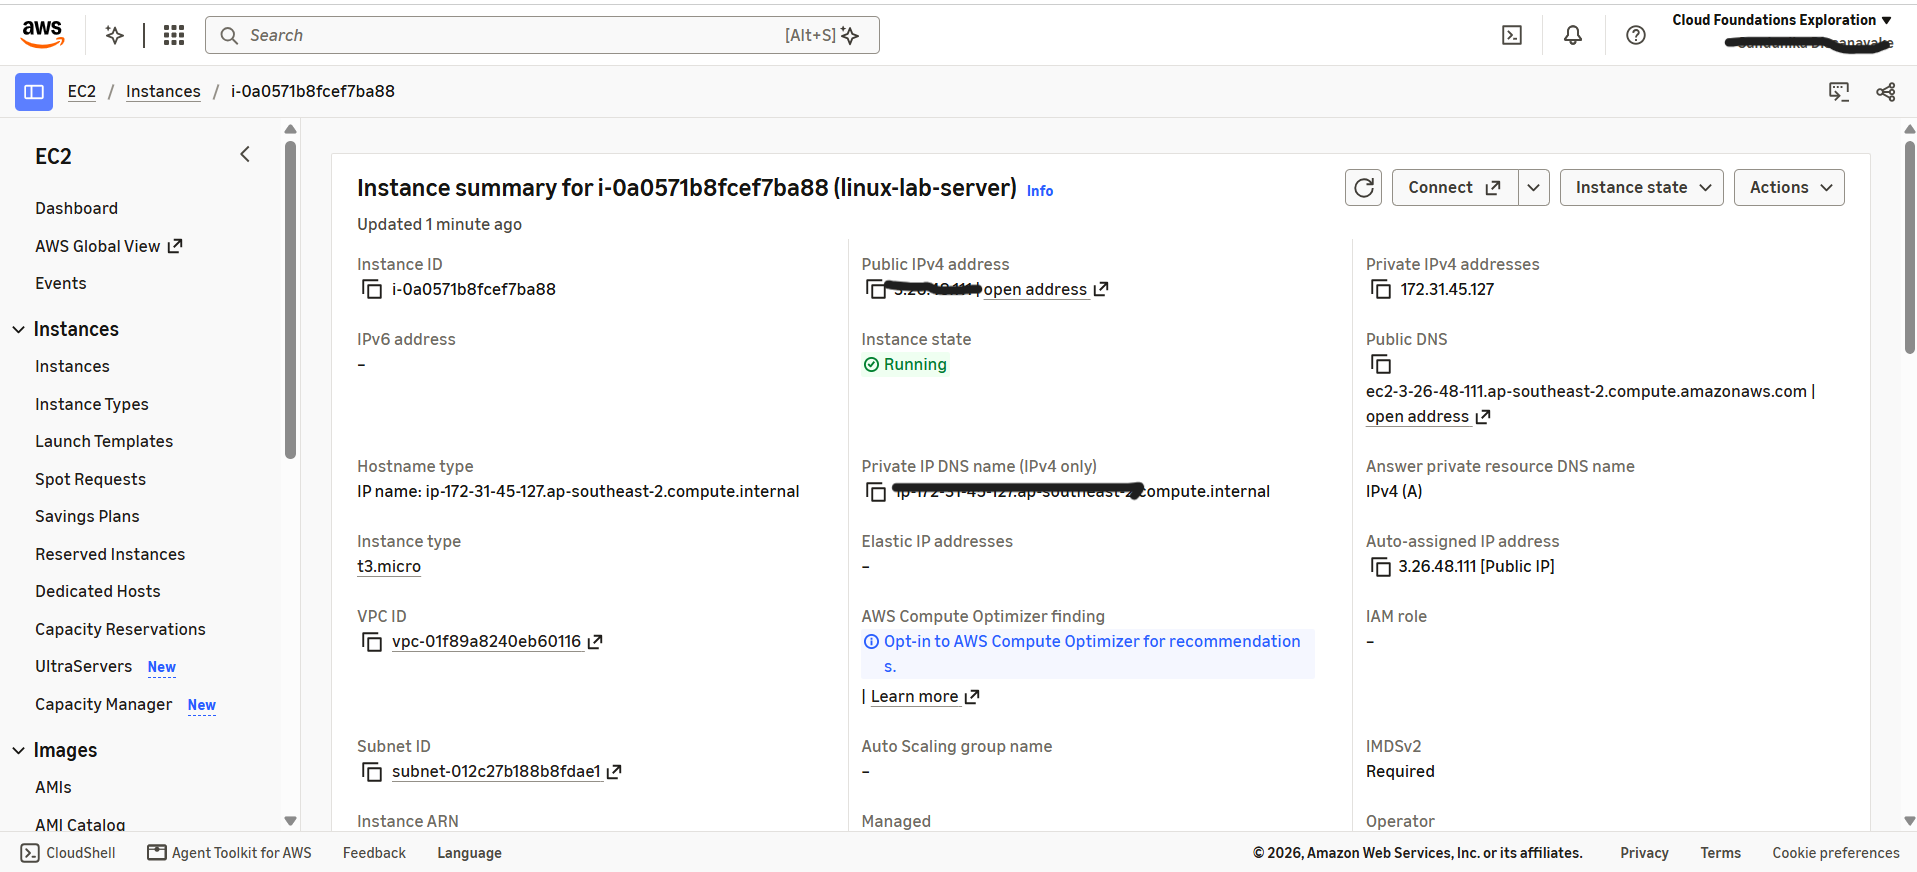 aws
Search [Alt+S]
Cloud Foundations Exploration
EC2 / Instances / i-0a0571b8fcef7ba88
EC2
Dashboard
AWS Global View
Events
Instances
Instances
Instance Types
Launch Templates
Spot Requests
Savings Plans
Reserved Instances
Dedicated Hosts
Capacity Reservations
UltraServers New
Capacity Manager New
Images
AMIs
AMI Catalog
Instance summary for i-0a0571b8fcef7ba88 (linux-lab-server) Info
Updated 1 minute ago
Connect
Instance state
Actions
Instance ID
i-0a0571b8fcef7ba88
Public IPv4 address
open address
Private IPv4 addresses
172.31.45.127
IPv6 address
–
Instance state
Running
Public DNS
ec2-3-26-48-111.ap-southeast-2.compute.amazonaws.com |
open address
Hostname type
IP name: ip-172-31-45-127.ap-southeast-2.compute.internal
Private IP DNS name (IPv4 only)
compute.internal
Answer private resource DNS name
IPv4 (A)
Instance type
t3.micro
Elastic IP addresses
–
Auto-assigned IP address
3.26.48.111 [Public IP]
VPC ID
vpc-01f89a8240eb60116
AWS Compute Optimizer finding
Opt-in to AWS Compute Optimizer for recommendation
s.
| Learn more
IAM role
–
Subnet ID
subnet-012c27b188b8fdae1
Auto Scaling group name
–
IMDSv2
Required
Instance ARN
Managed
Operator
CloudShell
Agent Toolkit for AWS
Feedback
Language
© 2026, Amazon Web Services, Inc. or its affiliates.
Privacy
Terms
Cookie preferences